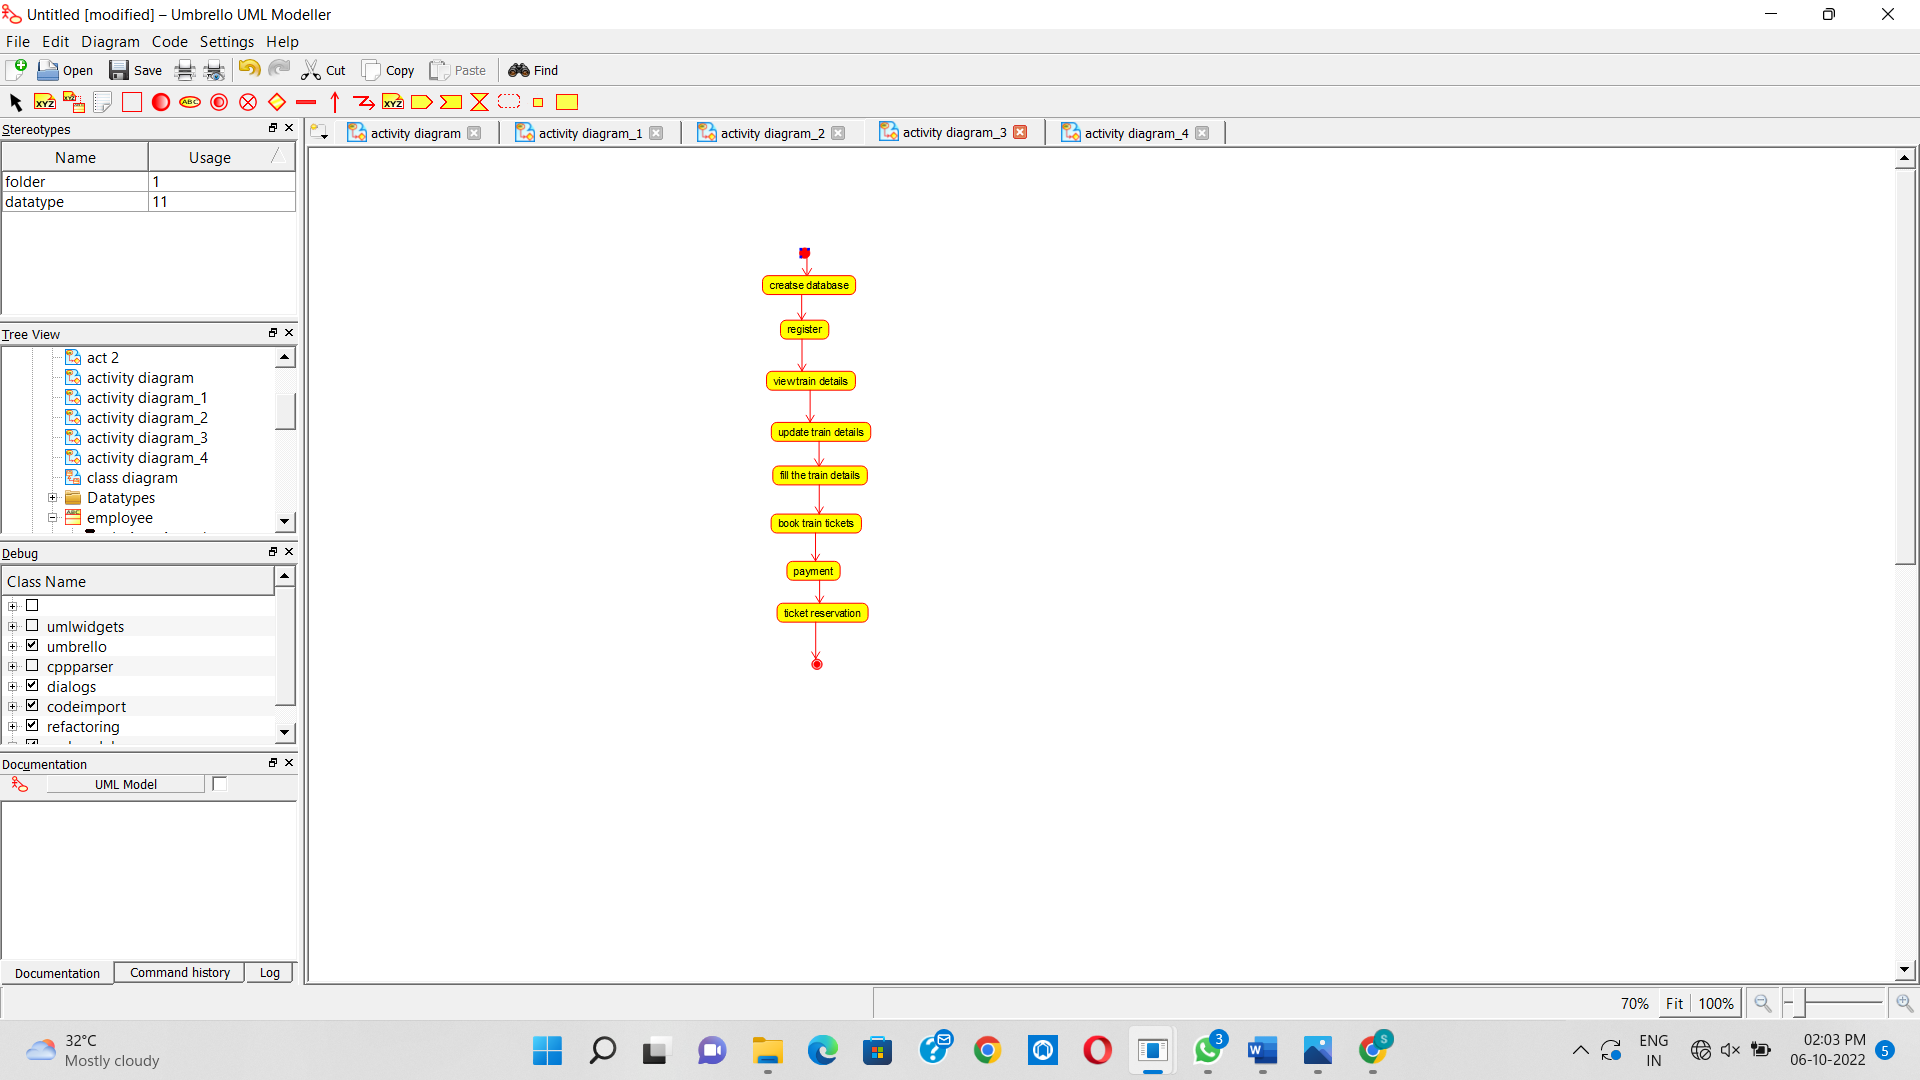 Untitled [modified] – Umbrello UML Modeller
File Edit Diagram Code Settings Help
Open Save Cut Copy Paste Find
XYZ XYZ ABC XYZ
Stereotypes
Name Usage
folder 1
datatype 11
Tree View
act 2
activity diagram
activity diagram_1
activity diagram_2
activity diagram_3
activity diagram_4
class diagram
Datatypes
employee
Debug
Class Name
umlwidgets
umbrello
cppparser
dialogs
codeimport
refactoring
Documentation
UML Model
Documentation Command history Log
activity diagram activity diagram_1 activity diagram_2 activity diagram_3 activity diagram_4
creatse database
register
viewtrain details
update train details
fill the train details
book train tickets
payment
ticket reservation
70% Fit 100%
32°C
Mostly cloudy
3
S
ENG
IN
02:03 PM
06-10-2022
5